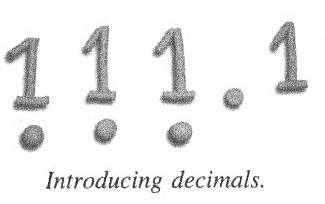 111.1
Introducing decimals.